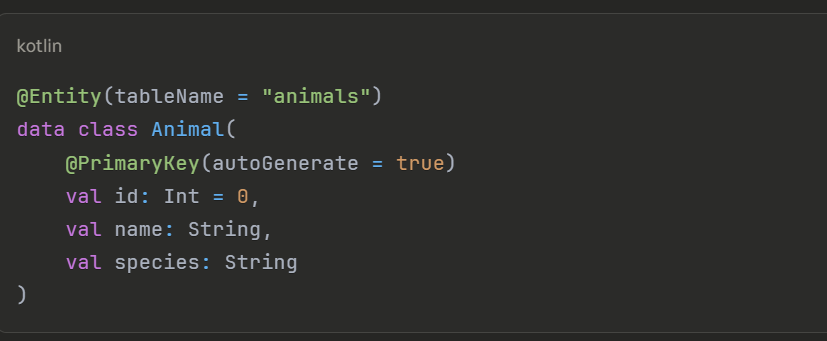 kotlin
@Entity(tableName = "animals")
data class Animal(
    @PrimaryKey(autoGenerate = true)
    val id: Int = 0,
    val name: String,
    val species: String
)